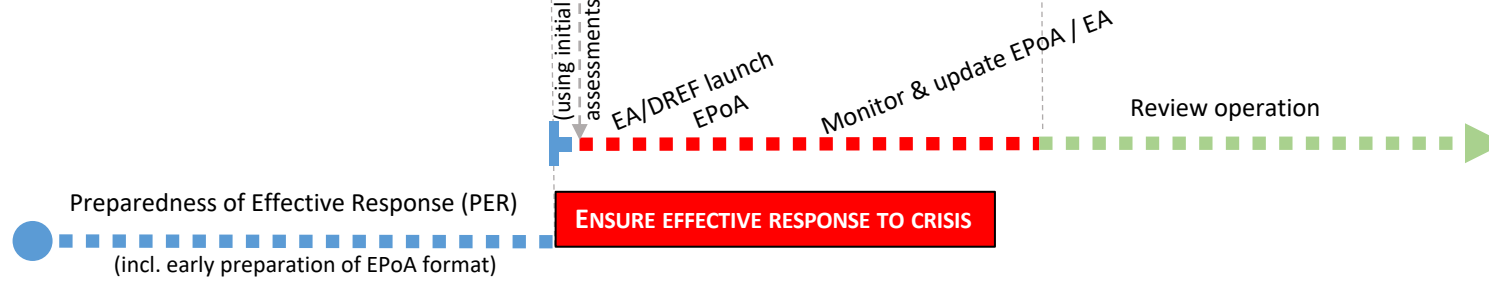 (using initial
assessments
EA/DREF launch
EPoA
Monitor & update EPoA / EA
Review operation
Preparedness of Effective Response (PER)
(incl. early preparation of EPoA format)
ENSURE EFFECTIVE RESPONSE TO CRISIS